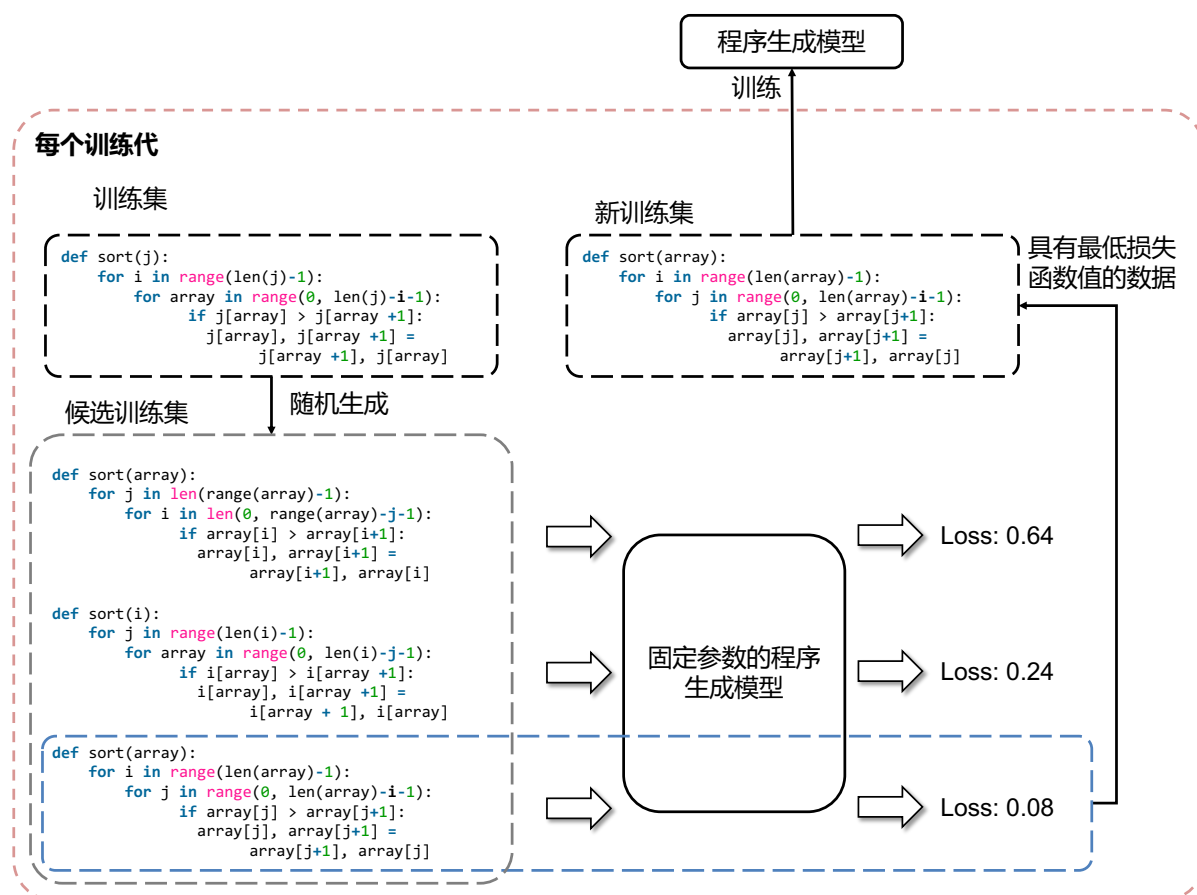 程序生成模型
训练
每个训练代
训练集
def sort(j):
    for i in range(len(j)-1):
        for array in range(0, len(j)-i-1):
            if j[array] > j[array +1]:
              j[array], j[array +1] =
                    j[array +1], j[array]
新训练集
def sort(array):
    for i in range(len(array)-1):
        for j in range(0, len(array)-i-1):
            if array[j] > array[j+1]:
              array[j], array[j+1] =
                    array[j+1], array[j]
具有最低损失
函数值的数据
随机生成
候选训练集
def sort(array):
    for j in len(range(array)-1):
        for i in len(0, range(array)-j-1):
            if array[i] > array[i+1]:
              array[i], array[i+1] =
                    array[i+1], array[i]
Loss: 0.64
def sort(i):
    for j in range(len(i)-1):
        for array in range(0, len(i)-j-1):
            if i[array] > i[array +1]:
              i[array], i[array +1] =
                    i[array + 1], i[array]
固定参数的程序
生成模型
Loss: 0.24
def sort(array):
    for i in range(len(array)-1):
        for j in range(0, len(array)-i-1):
            if array[j] > array[j+1]:
              array[j], array[j+1] =
                    array[j+1], array[j]
Loss: 0.08